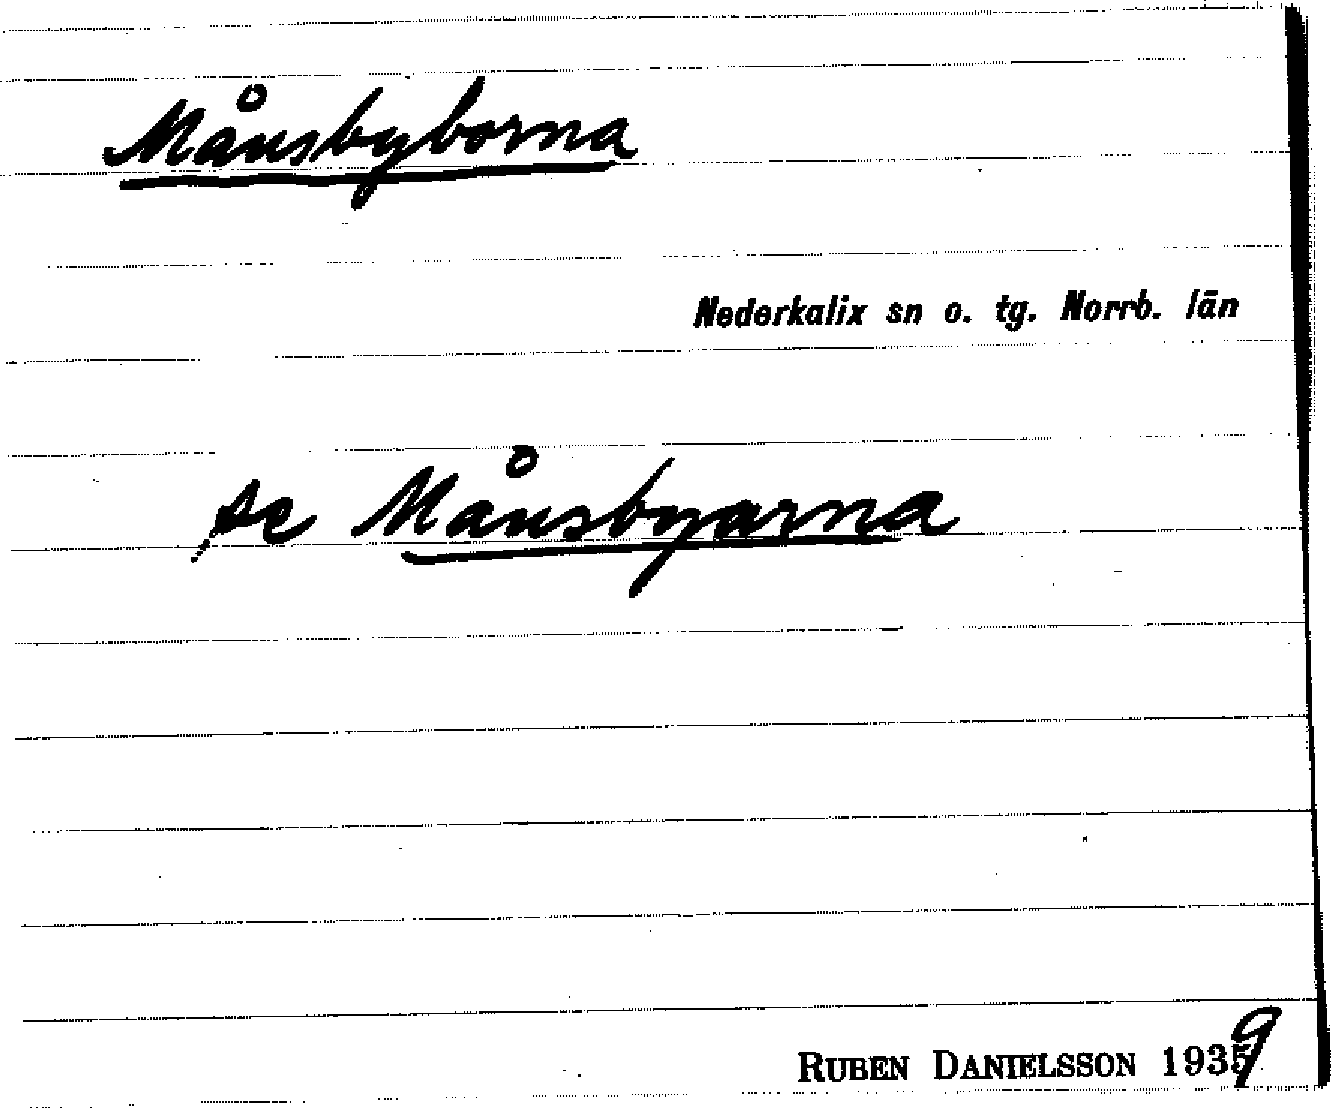 Månsbyborna
Nederkalix sn o. tg. Norrb. län
se Månsbyarna
RUBEN DANIELSSON 1939